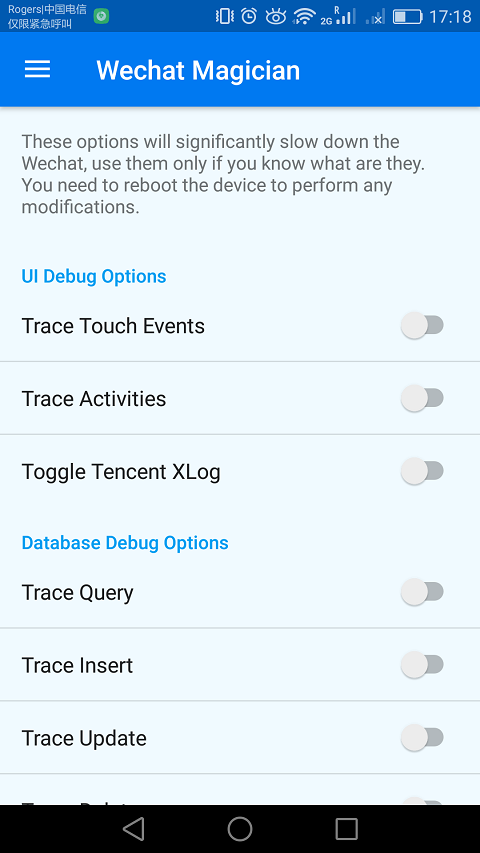 Rogers|中国电信
仅限紧急呼叫
2G
R
17:18
Wechat Magician
These options will significantly slow down the
Wechat, use them only if you know what are they.
You need to reboot the device to perform any
modifications.
UI Debug Options
Trace Touch Events
Trace Activities
Toggle Tencent XLog
Database Debug Options
Trace Query
Trace Insert
Trace Update